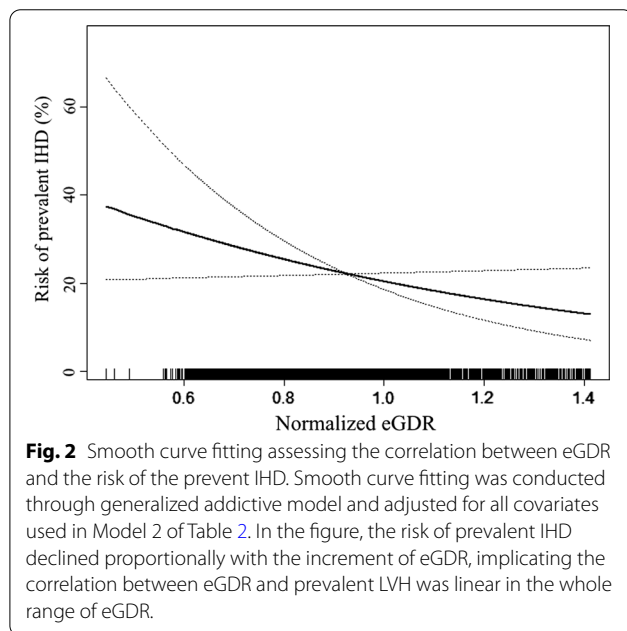 60
40
20
0
Risk of prevalent IHD (%)
0.6 0.8 1.0 1.2 1.4
Normalized eGDR
Fig. 2 Smooth curve fitting assessing the correlation between eGDR
and the risk of the prevent IHD. Smooth curve fitting was conducted
through generalized addictive model and adjusted for all covariates
used in Model 2 of Table 2. In the figure, the risk of prevalent IHD
declined proportionally with the increment of eGDR, implicating the
correlation between eGDR and prevalent LVH was linear in the whole
range of eGDR.